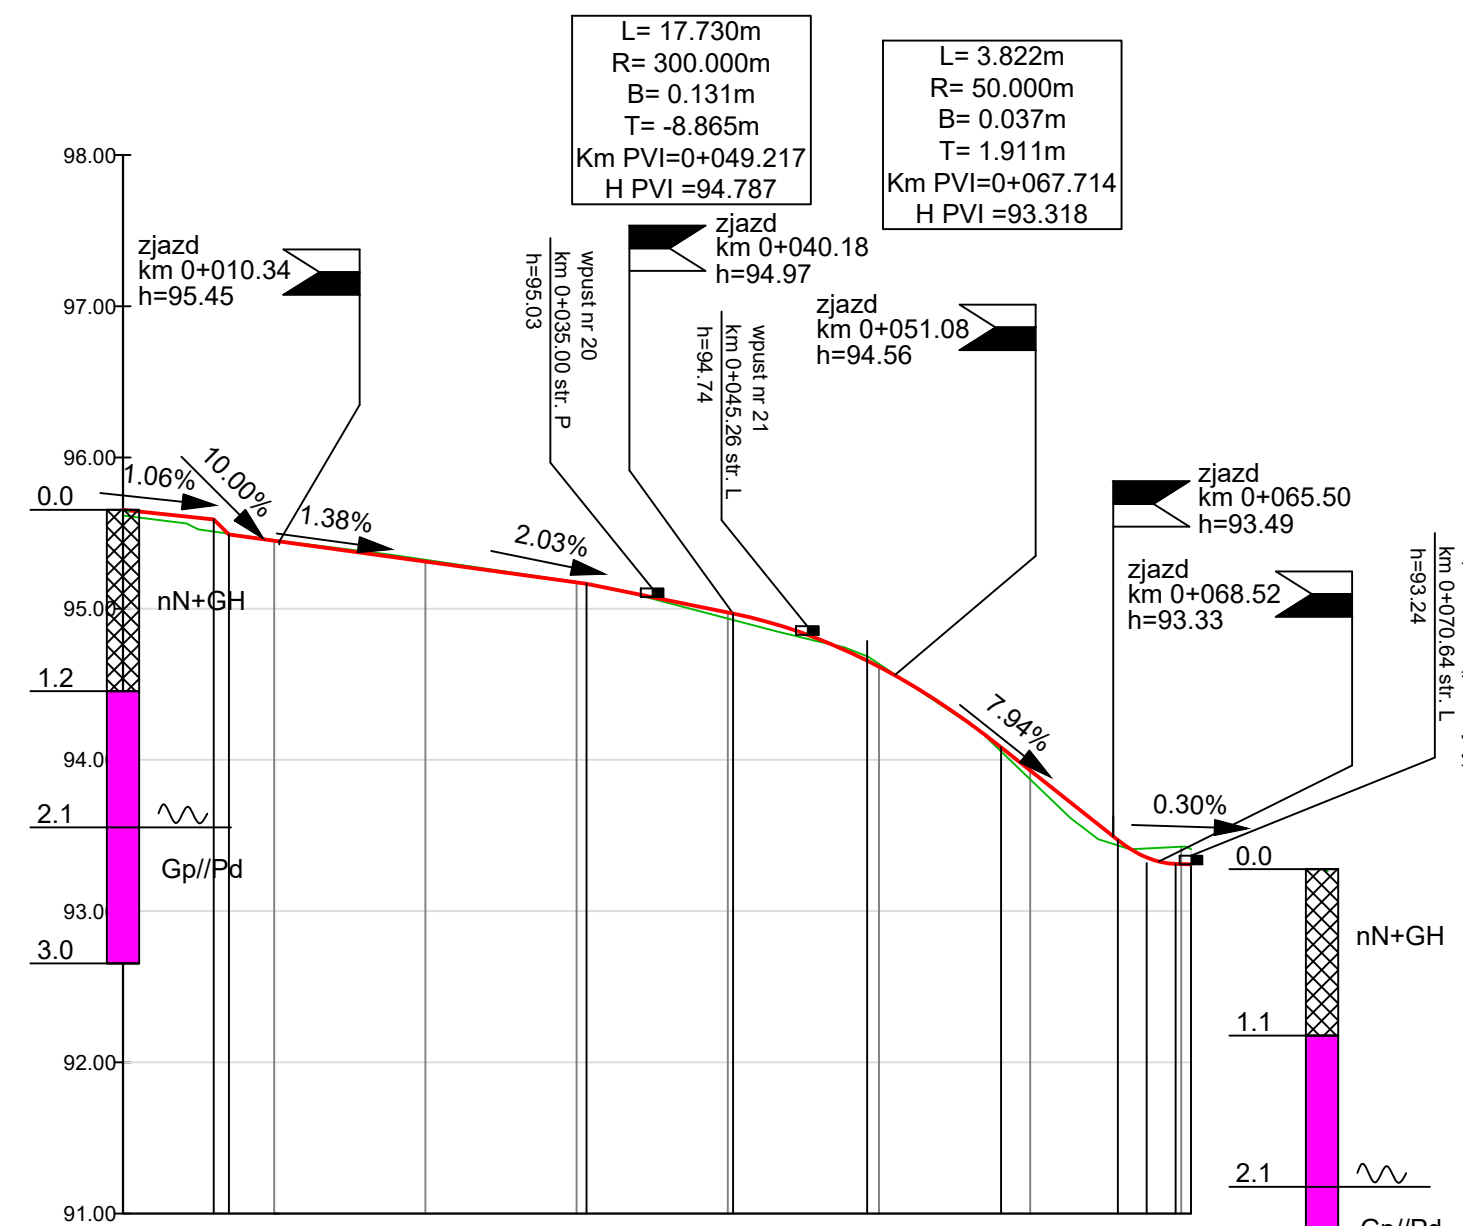 L= 17.730m
R= 300.000m
B= 0.131m
T= -8.865m
Km PVI=0+049.217
H PVI =94.787
L= 3.822m
R= 50.000m
B= 0.037m
T= 1.911m
Km PVI=0+067.714
H PVI =93.318
98.00
97.00
96.00
95.00
94.00
93.00
92.00
91.00
zjazd
km 0+010.34
h=95.45
wpust nr 20
km 0+035.00 str. P
h=95.03
zjazd
km 0+040.18
h=94.97
wpust nr 21
km 0+045.26 str. L
h=94.74
zjazd
km 0+051.08
h=94.56
zjazd
km 0+065.50
h=93.49
zjazd
km 0+068.52
h=93.33
km 0+070.64 str. L
h=93.24
1.06%
10.00%
1.38%
2.03%
7.94%
0.30%
0.0
nN+GH
1.2
2.1
Gp//Pd
3.0
0.0
nN+GH
1.1
2.1
Gp//Pd